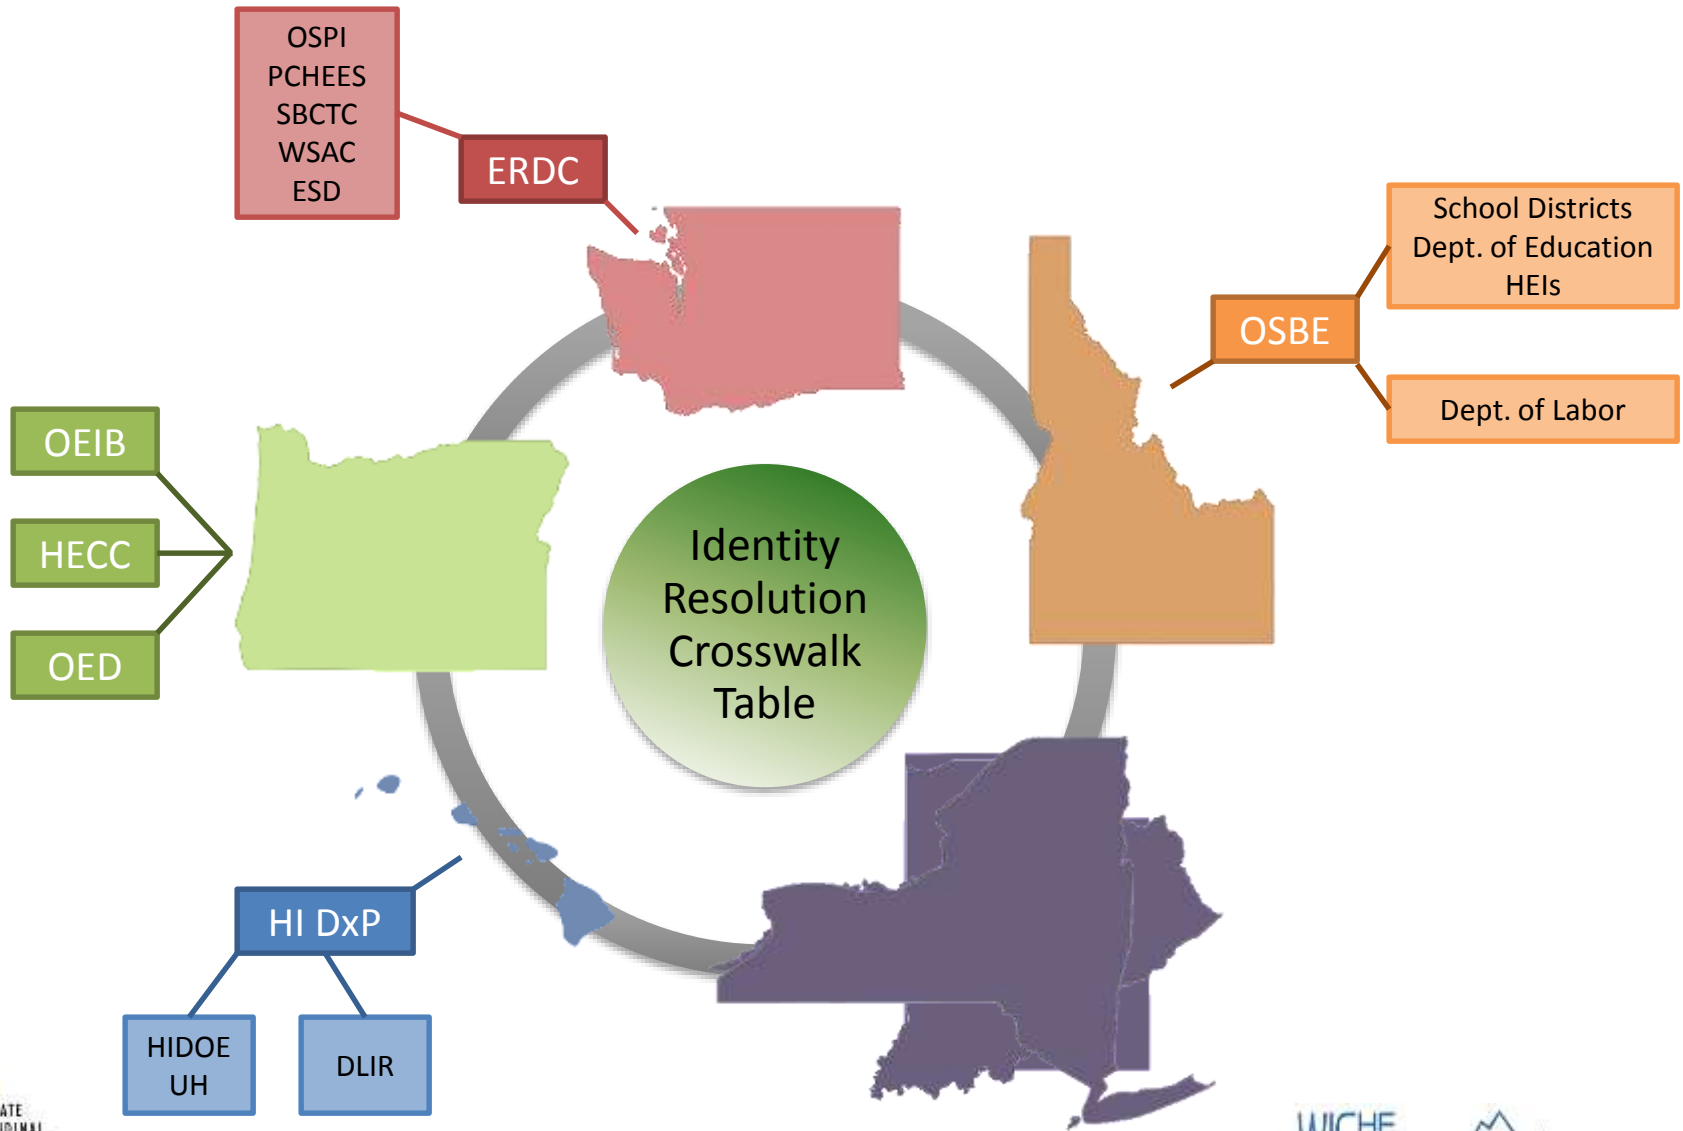 OSPI
PCHEES
SBCTC
WSAC
ESD
ERDC
School Districts
Dept. of Education
HEIs
OSBE
Dept. of Labor
OEIB
HECC
OED
Identity
Resolution
Crosswalk
Table
HI DxP
HIDOE
UH
DLIR
WICHE